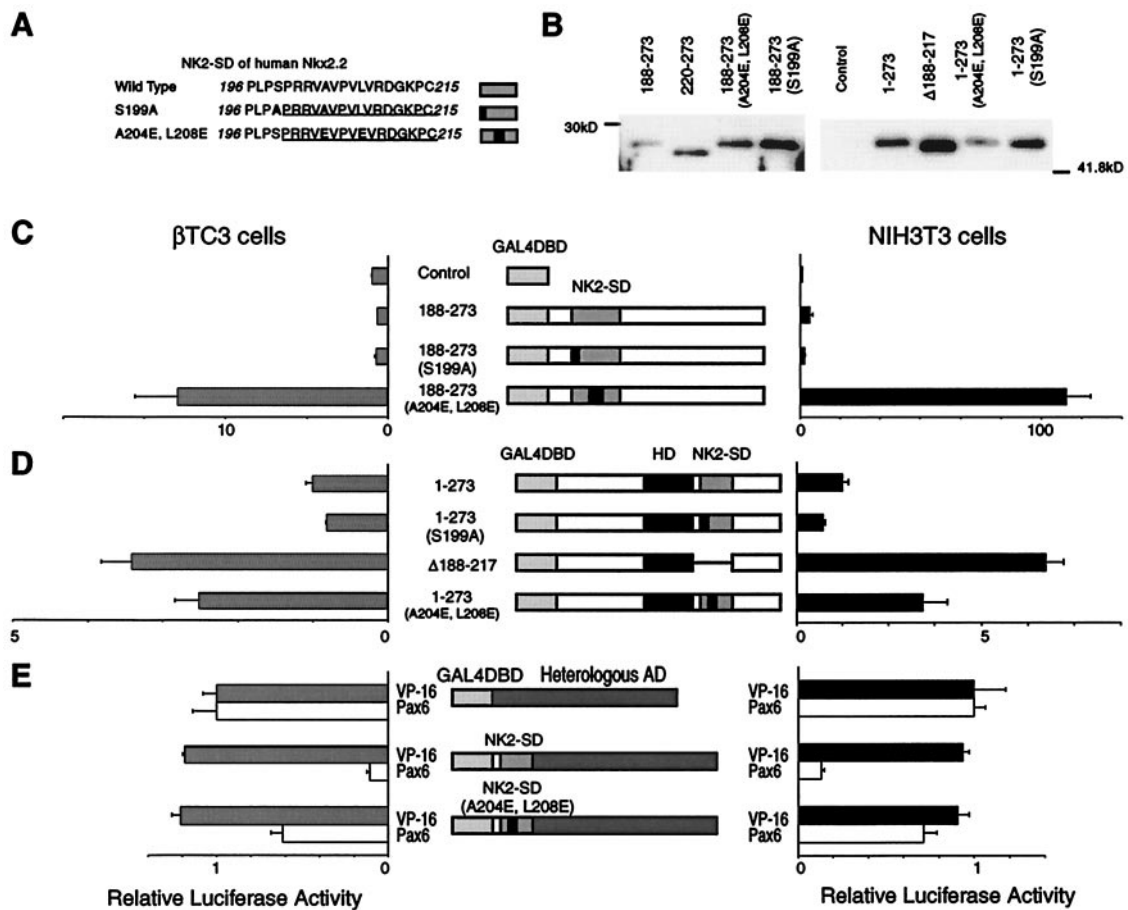 A
NK2-SD of human Nkx2.2
Wild Type 196 PLPSPRRVAVPVLVRDGKPC215
S199A 196 PLPAPRRVAVPVLVRDGKPC215
A204E, L208E 196 PLPSPRRVEVPVEVRDGKPC215
B
188-273
220-273
188-273 (A204E, L208E)
188-273 (S199A)
Control
1-273
Δ188-217
1-273 (A204E, L208E)
1-273 (S199A)
30kD
41.8kD
C
βTC3 cells
NIH3T3 cells
GAL4DBD
Control
NK2-SD
188-273
188-273
(S199A)
188-273
(A204E, L208E)
10 0
0 100
D
GAL4DBD HD NK2-SD
1-273
1-273
(S199A)
Δ188-217
1-273
(A204E, L208E)
5 0
0 5
E
GAL4DBD Heterologous AD
VP-16
Pax6
VP-16
Pax6
NK2-SD
VP-16
Pax6
VP-16
Pax6
NK2-SD
(A204E, L208E)
VP-16
Pax6
VP-16
Pax6
1 0
0 1
Relative Luciferase Activity
Relative Luciferase Activity